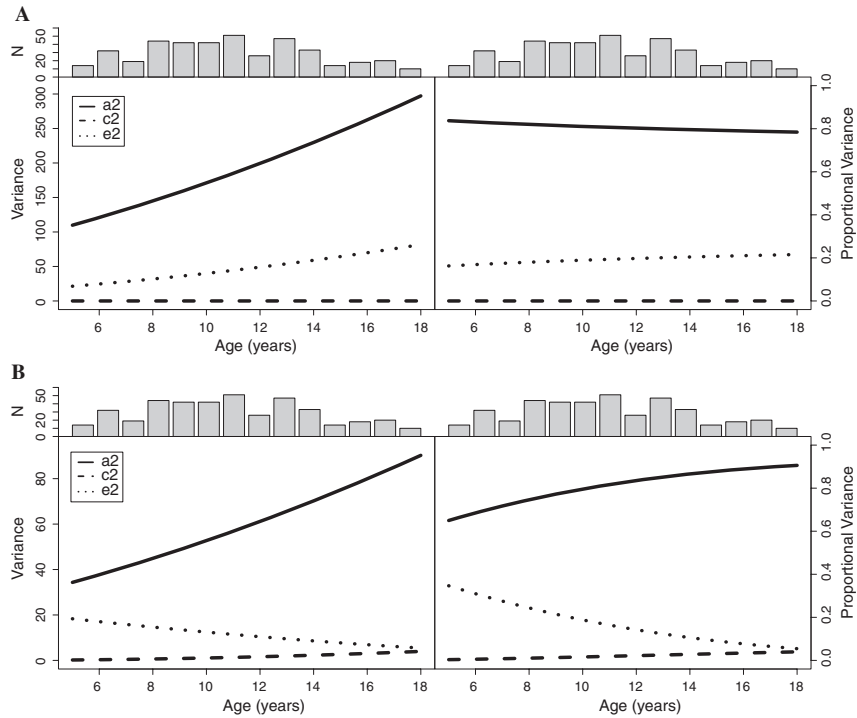 A
N
0
20
50
Variance
0
50
100
150
200
250
300
a2
c2
e2
6 8 10 12 14 16 18
Age (years)
6 8 10 12 14 16 18
Age (years)
Proportional Variance
0.0
0.2
0.4
0.6
0.8
1.0
B
N
0
20
50
Variance
0
20
40
60
80
a2
c2
e2
6 8 10 12 14 16 18
Age (years)
6 8 10 12 14 16 18
Age (years)
Proportional Variance
0.0
0.2
0.4
0.6
0.8
1.0